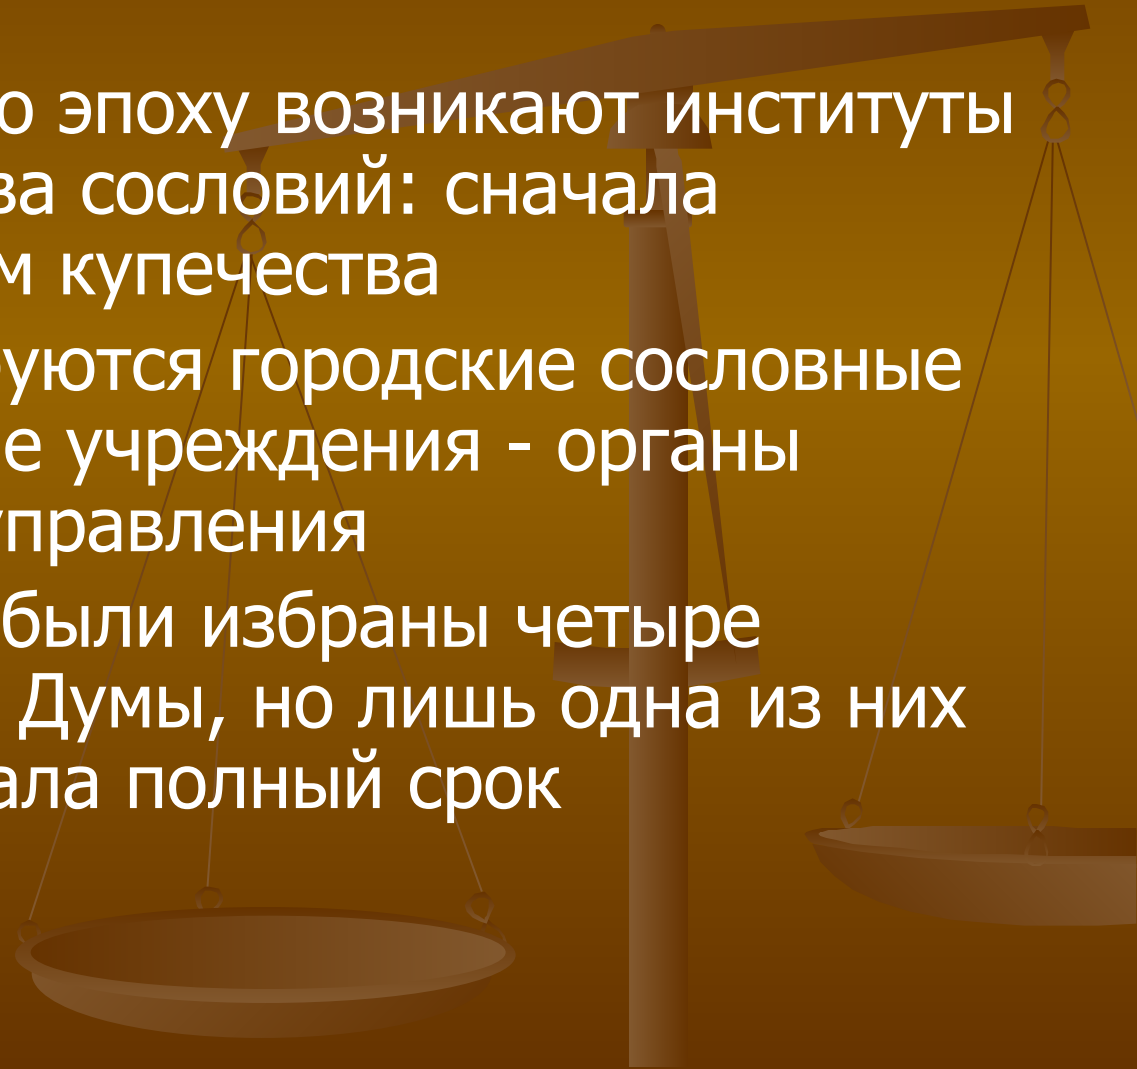 ю эпоху возникают институты
ва сословий: сначала
м купечества
уются городские сословные
е учреждения - органы
управления
были избраны четыре
Думы, но лишь одна из них
ала полный срок